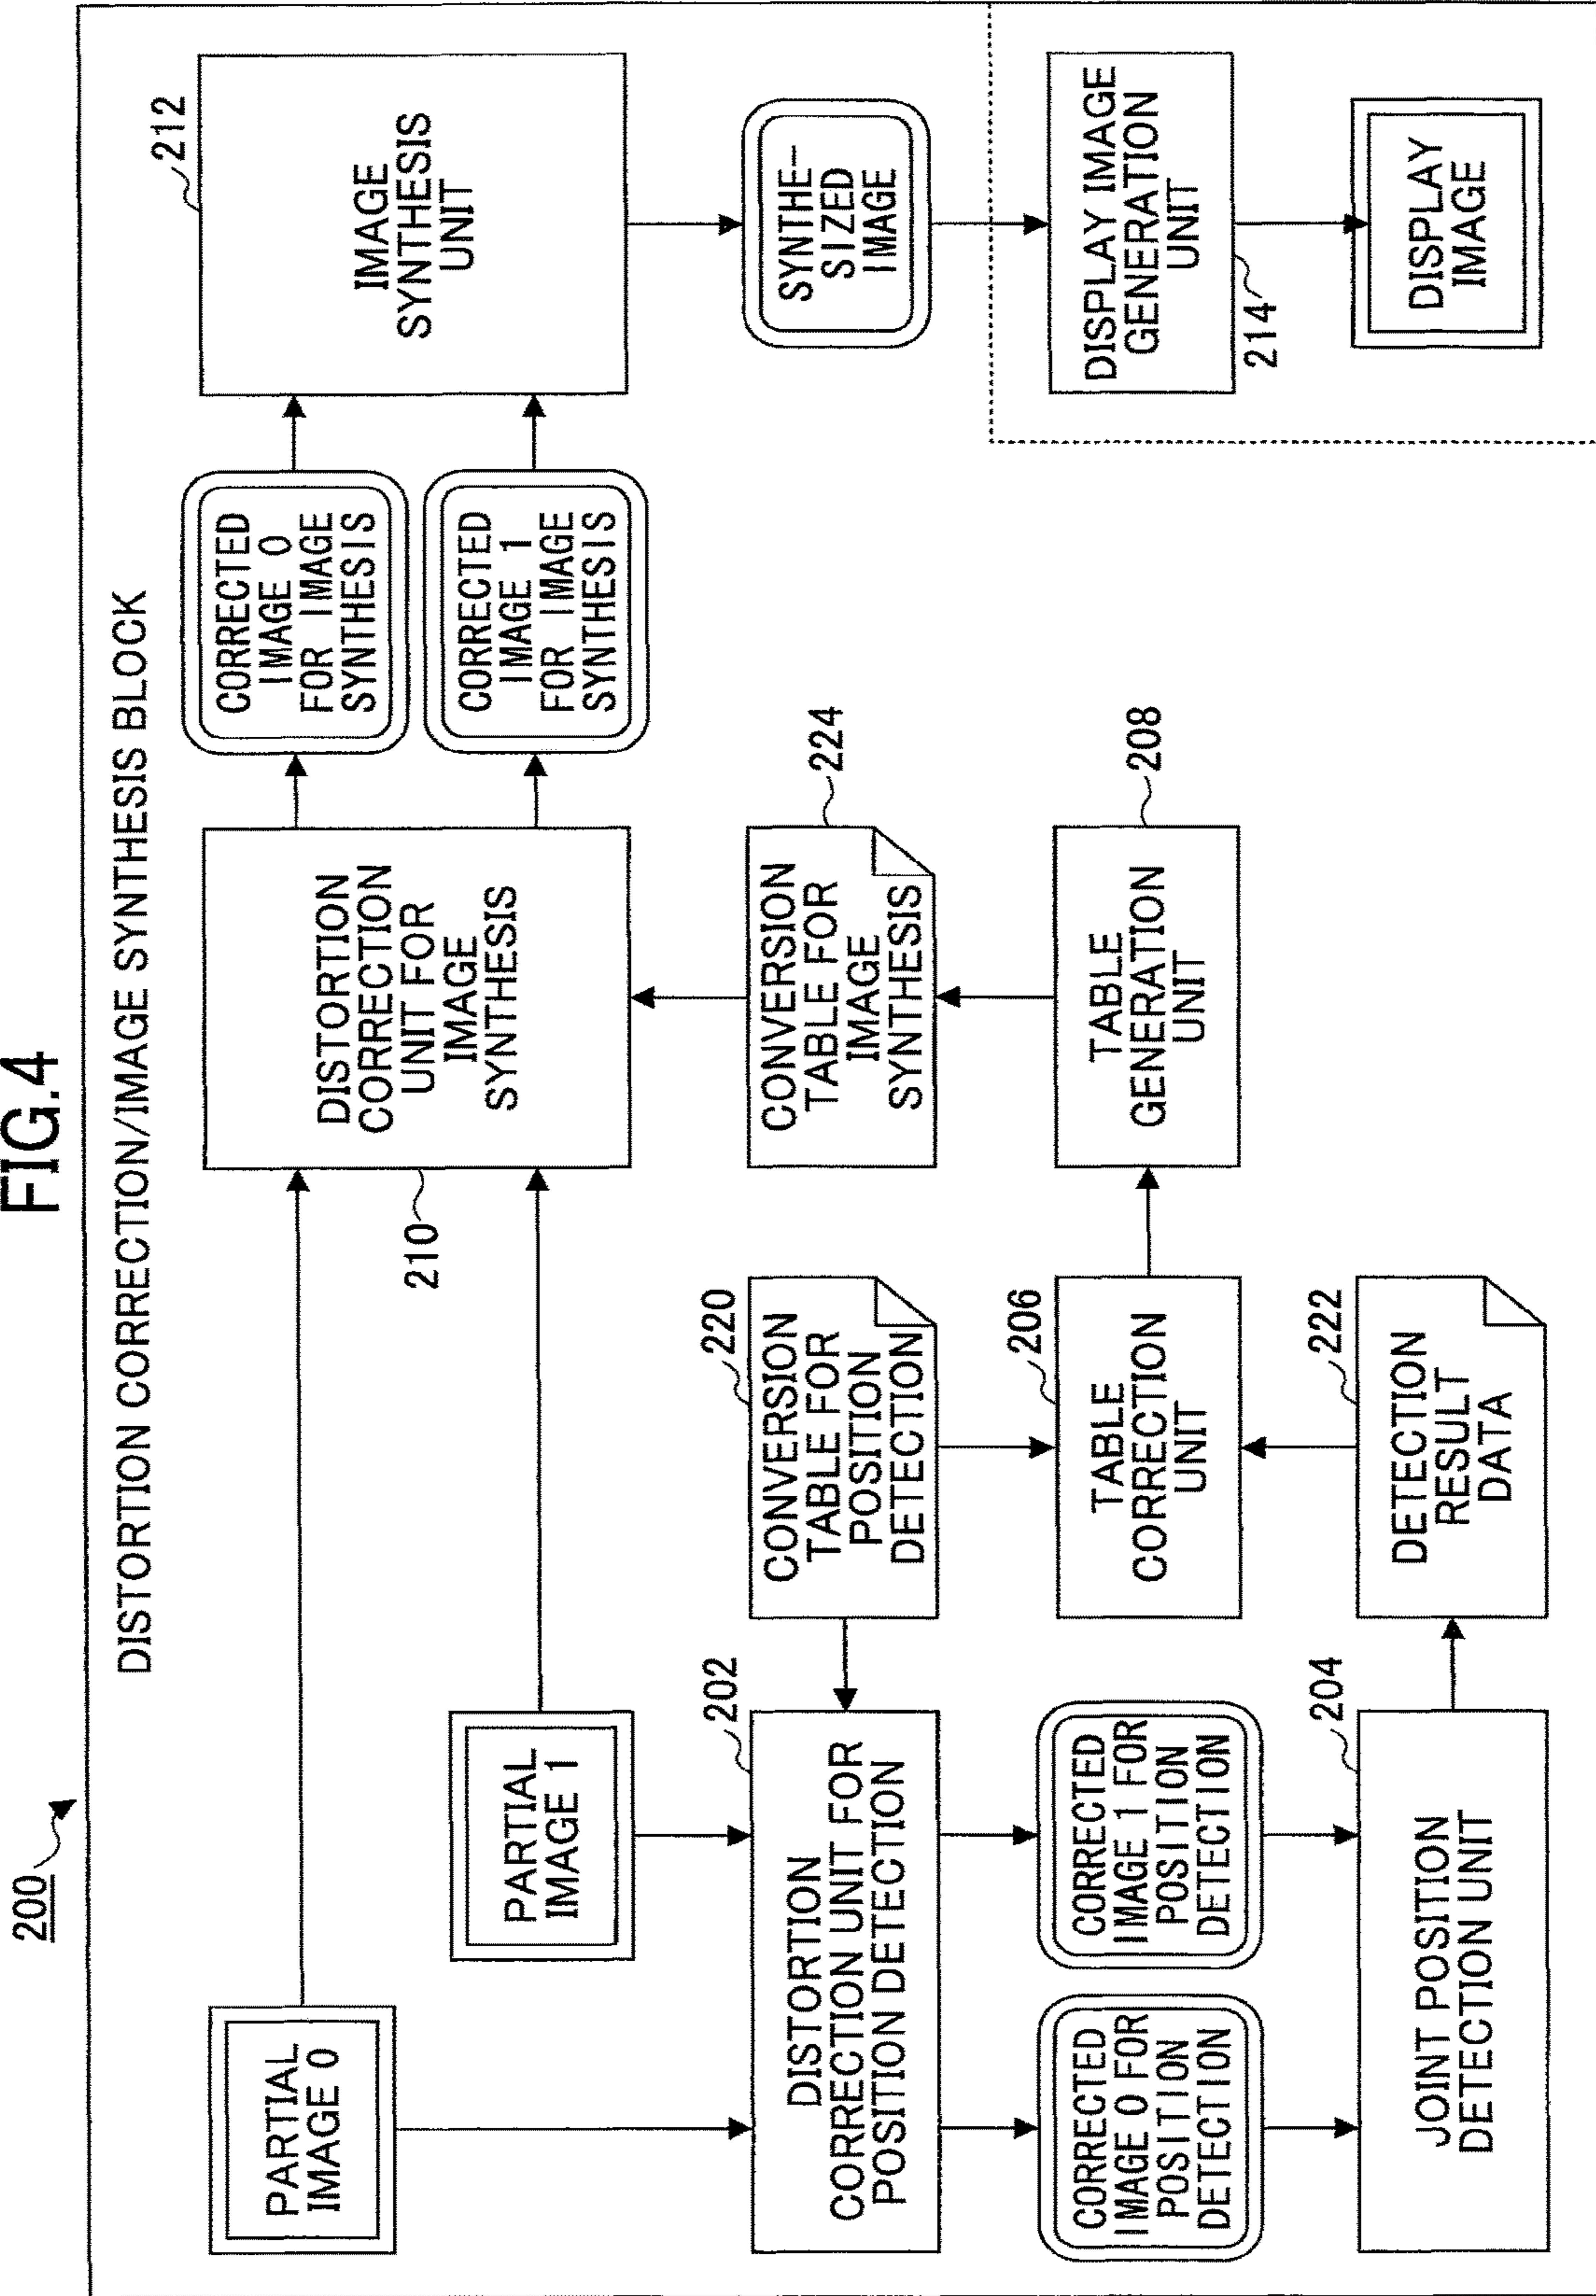 FIG.4
200
DISTORTION CORRECTION/IMAGE SYNTHESIS BLOCK
PARTIAL
IMAGE 0
PARTIAL
IMAGE 1
210
DISTORTION
CORRECTION
UNIT FOR
IMAGE
SYNTHESIS
CORRECTED
IMAGE 0
FOR IMAGE
SYNTHESIS
CORRECTED
IMAGE 1
FOR IMAGE
SYNTHESIS
212
IMAGE
SYNTHESIS
UNIT
202
DISTORTION
CORRECTION UNIT FOR
POSITION DETECTION
220
CONVERSION
TABLE FOR
POSITION
DETECTION
224
CONVERSION
TABLE FOR
IMAGE
SYNTHESIS
SYNTHE-
SIZED
IMAGE
CORRECTED
IMAGE 0 FOR
POSITION
DETECTION
CORRECTED
IMAGE 1 FOR
POSITION
DETECTION
206
TABLE
CORRECTION
UNIT
208
TABLE
GENERATION
UNIT
DISPLAY IMAGE
GENERATION
UNIT
214
204
JOINT POSITION
DETECTION UNIT
222
DETECTION
RESULT
DATA
DISPLAY
IMAGE